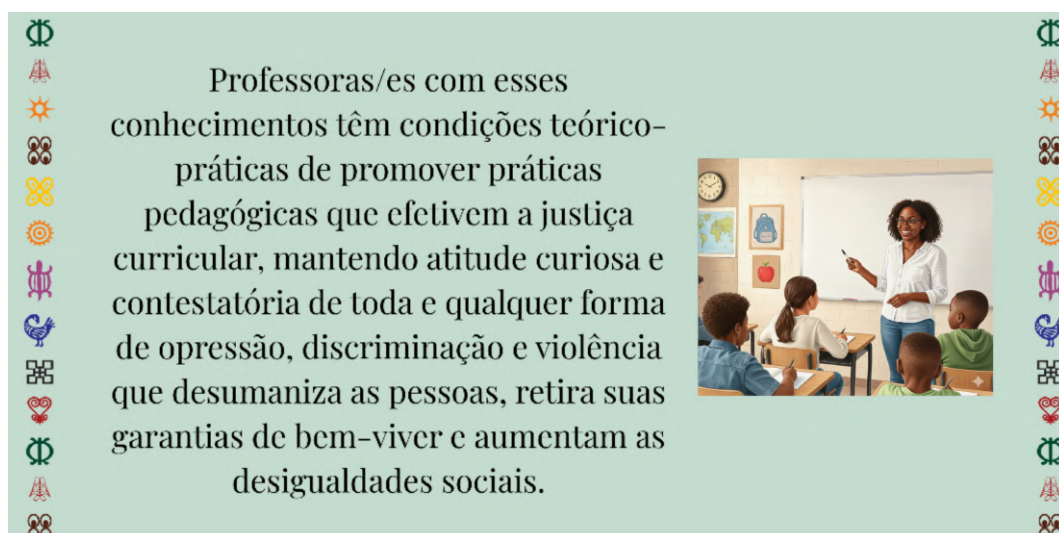 Professoras/es com esses
conhecimentos têm condições teórico-
práticas de promover práticas
pedagógicas que efetivem a justiça
curricular, mantendo atitude curiosa e
contestatória de toda e qualquer forma
de opressão, discriminação e violência
que desumaniza as pessoas, retira suas
garantias de bem-viver e aumentam as
desigualdades sociais.